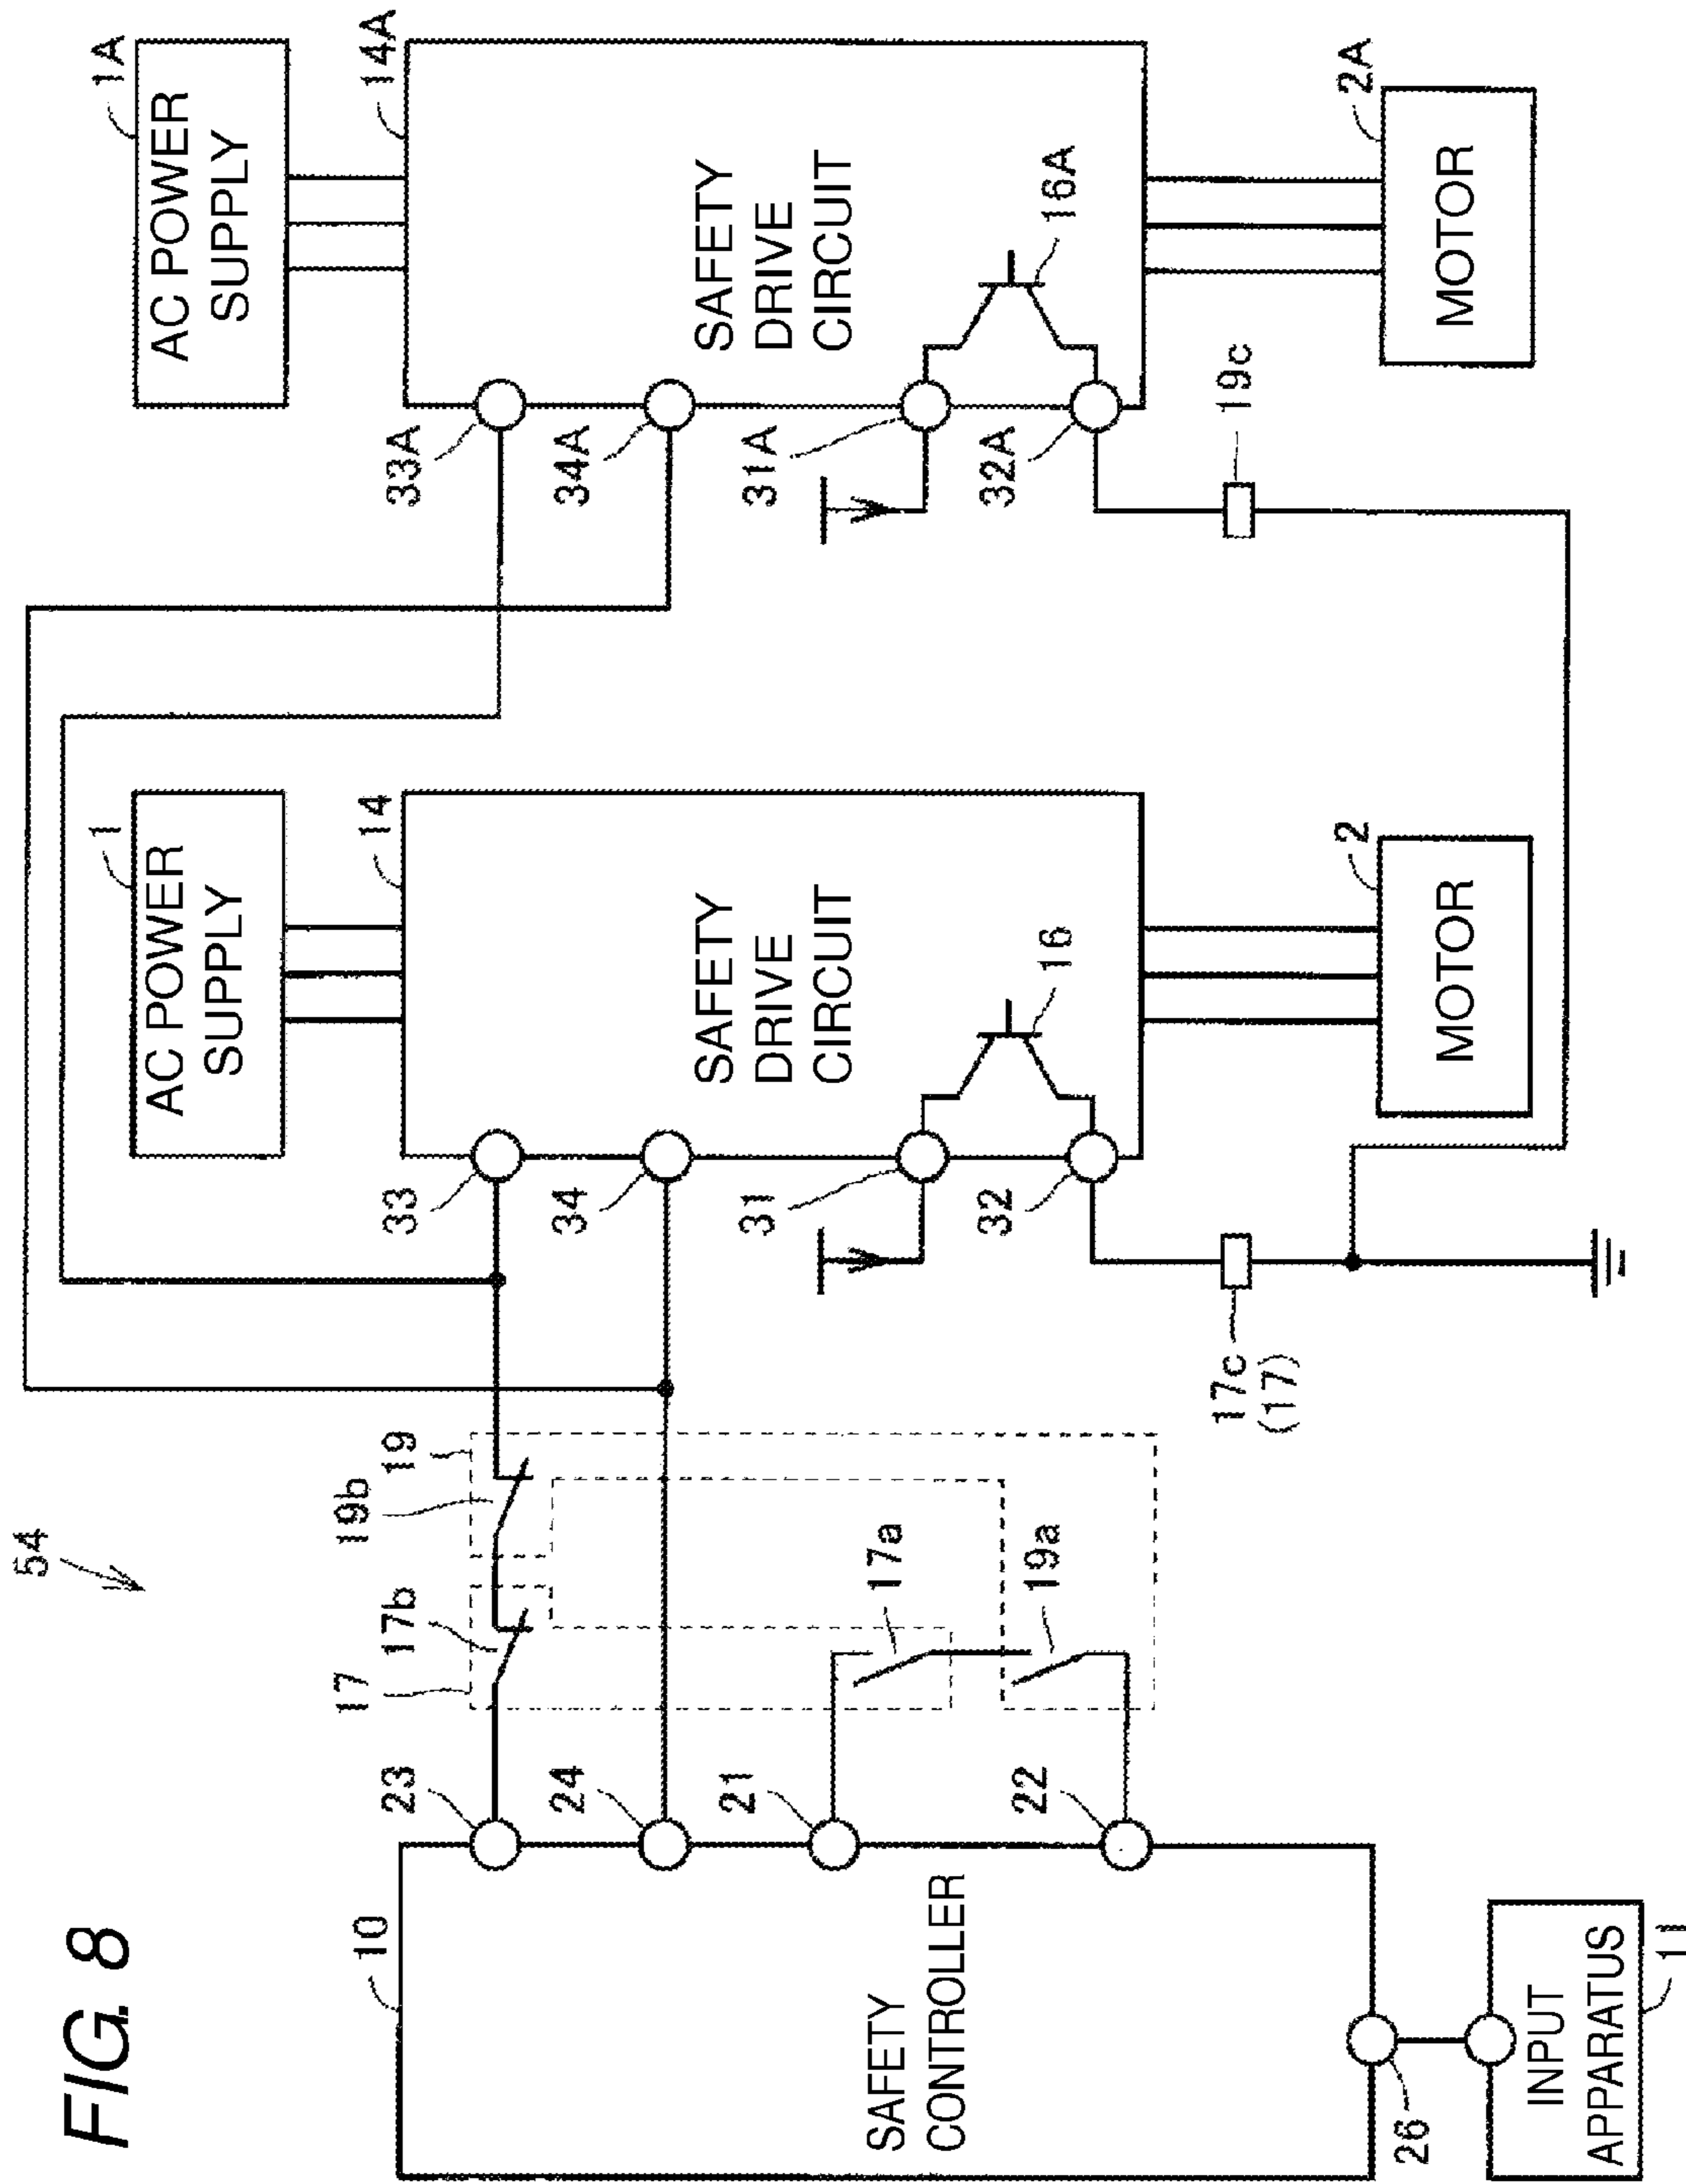 FIG. 8
54
10
SAFETY
CONTROLLER
23
24
21
22
26
INPUT
APPARATUS
11
17
17b
19b
19
17a
19a
1
AC POWER
SUPPLY
14
33
34
31
32
SAFETY
DRIVE
CIRCUIT
16
17c
(17)
2
MOTOR
1A
AC POWER
SUPPLY
14A
33A
34A
31A
32A
SAFETY
DRIVE
CIRCUIT
16A
19c
2A
MOTOR